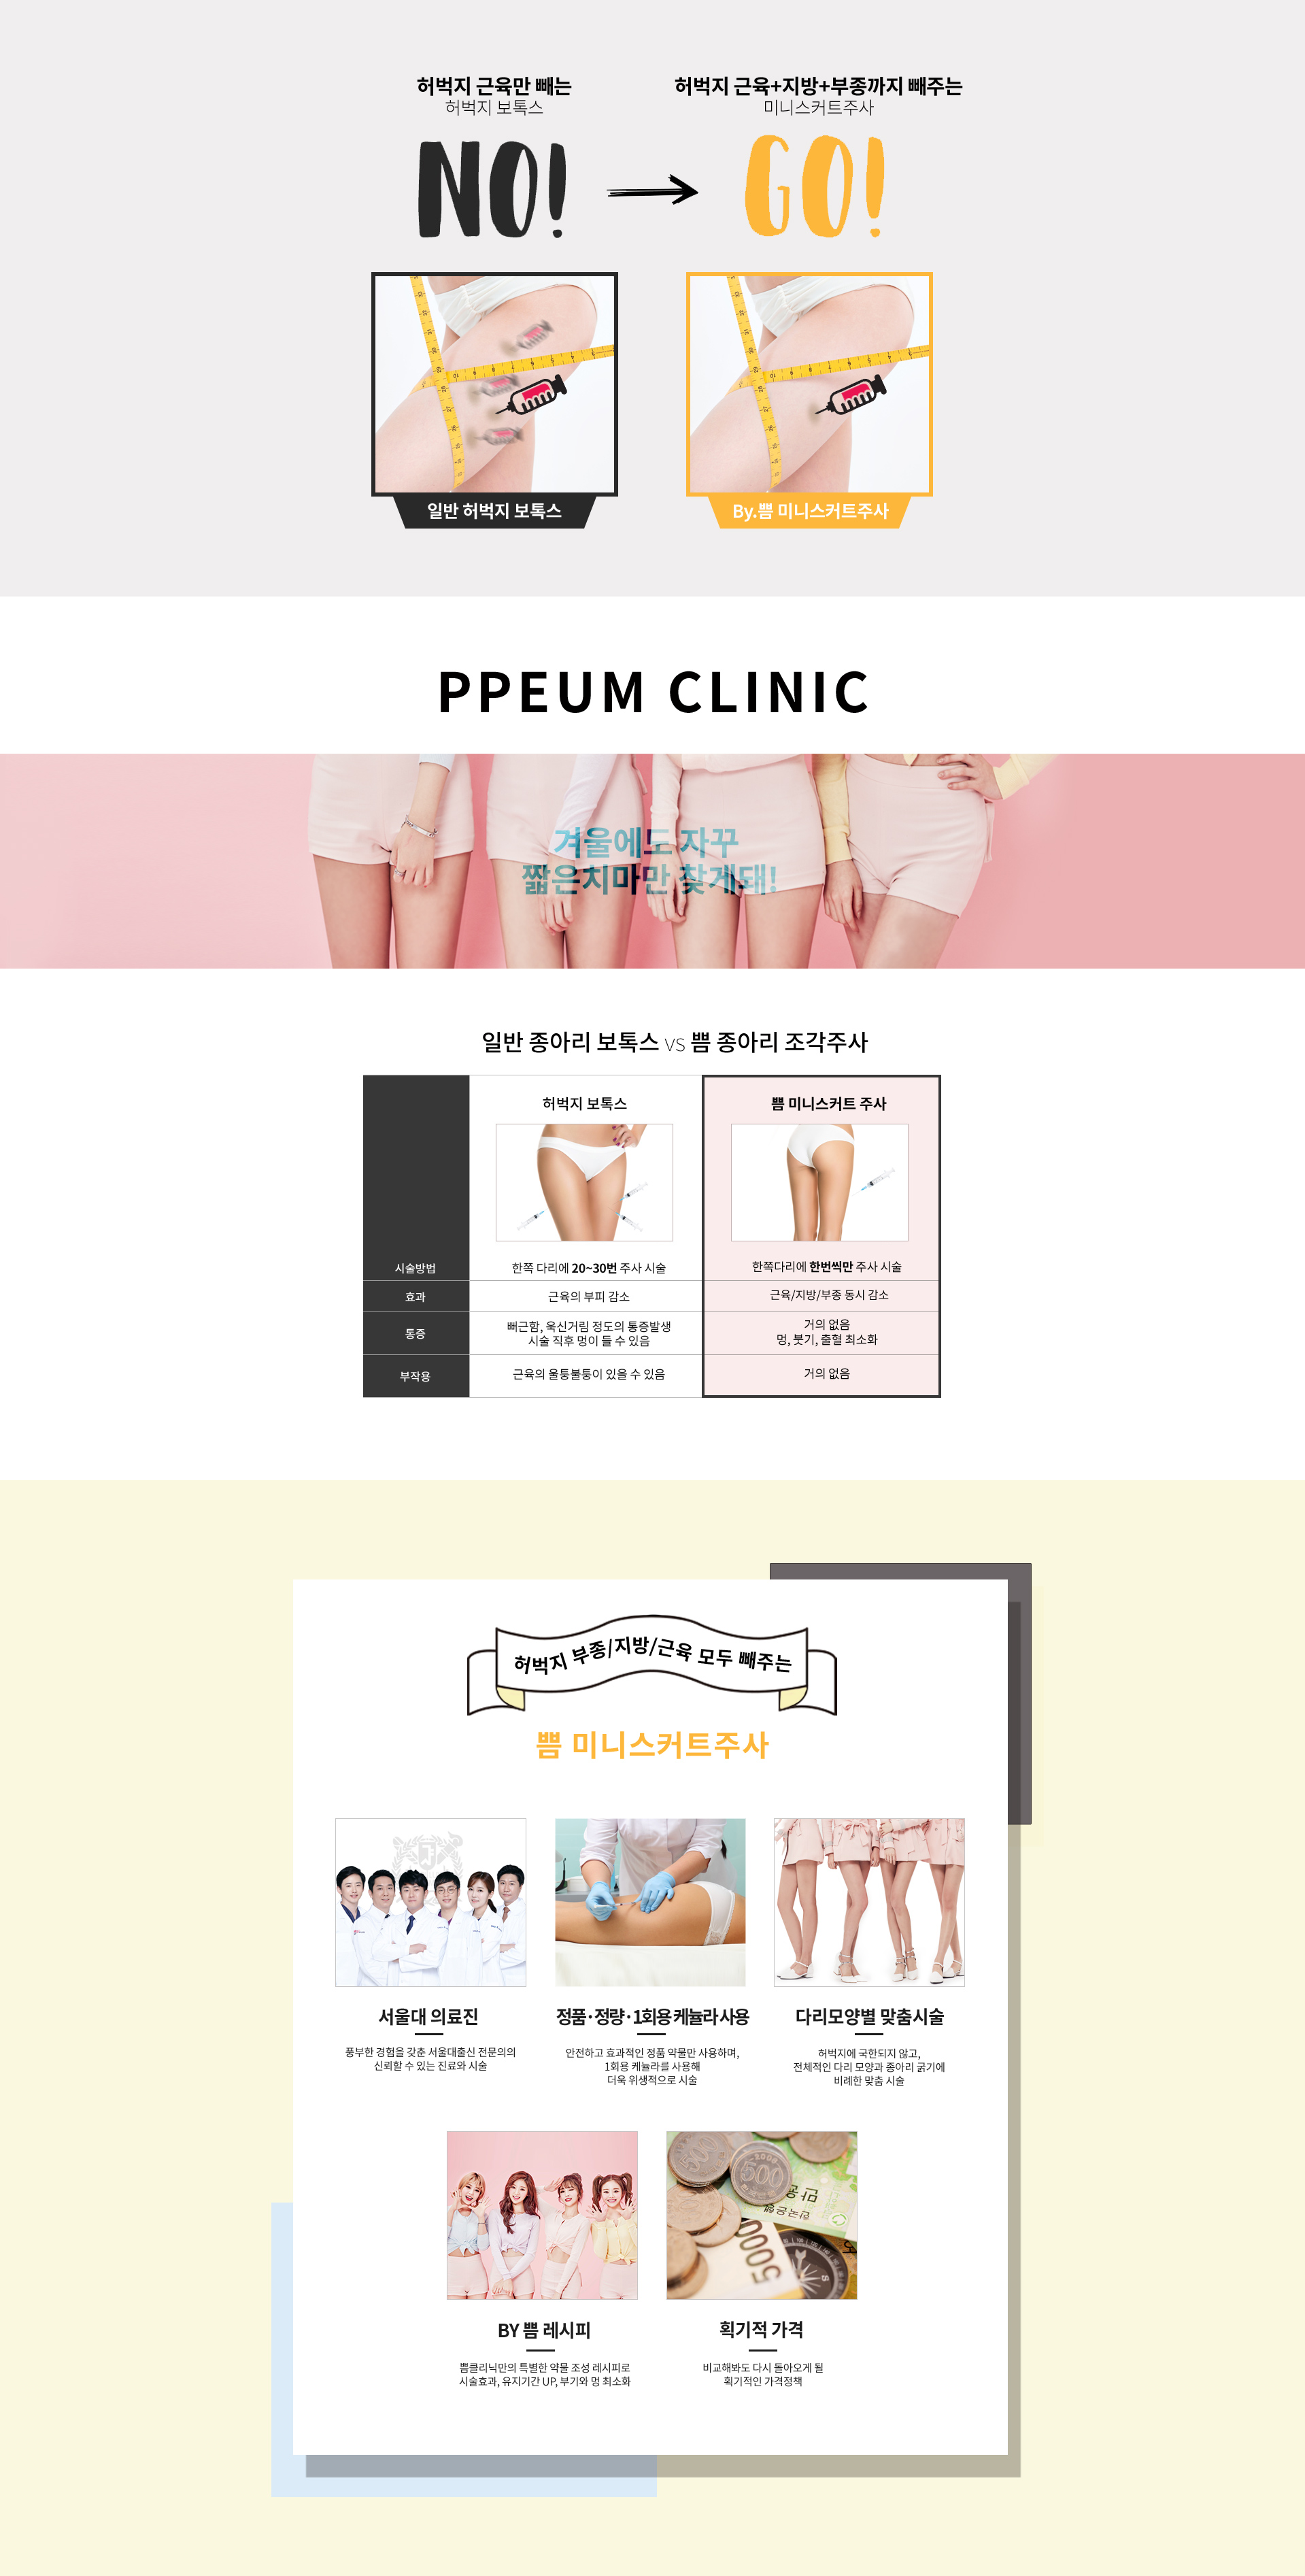 허벅지 근육만 빼는
허벅지 보톡스
NO!
허벅지 근육+지방+부종까지 빼주는
미니스커트주사
GO!
일반 허벅지 보톡스
By.쁨 미니스커트주사
PPEUM CLINIC
겨울에도 자꾸
짧은치마만 찾게돼!
일반 종아리 보톡스 VS 쁨 종아리 조각주사
허벅지 보톡스
쁨 미니스커트 주사
시술방법
한쪽 다리에 20~30번 주사 시술
한쪽다리에 한번씩만 주사 시술
효과
근육의 부피 감소
근육/지방/부종 동시 감소
통증
뻐근함, 욱신거림 정도의 통증발생
시술 직후 멍이 들 수 있음
거의 없음
멍, 붓기, 출혈 최소화
부작용
근육의 울퉁불퉁이 있을 수 있음
거의 없음
허벅지 부종/지방/근육 모두 빼주는
쁨 미니스커트주사
서울대 의료진
풍부한 경험을 갖춘 서울대출신 전문의의
신뢰할 수 있는 진료와 시술
정품·정량·1회용 케뉼라 사용
안전하고 효과적인 정품 약물만 사용하며,
1회용 케뉼라를 사용해
더욱 위생적으로 시술
다리모양별 맞춤시술
허벅지에 국한되지 않고,
전체적인 다리 모양과 종아리 굵기에
비례한 맞춤 시술
500
500
만
한국은행
5000
S
BY 쁨 레시피
쁨클리닉만의 특별한 약물 조성 레시피로
시술효과, 유지기간 UP, 부기와 멍 최소화
획기적 가격
비교해봐도 다시 돌아오게 될
획기적인 가격정책